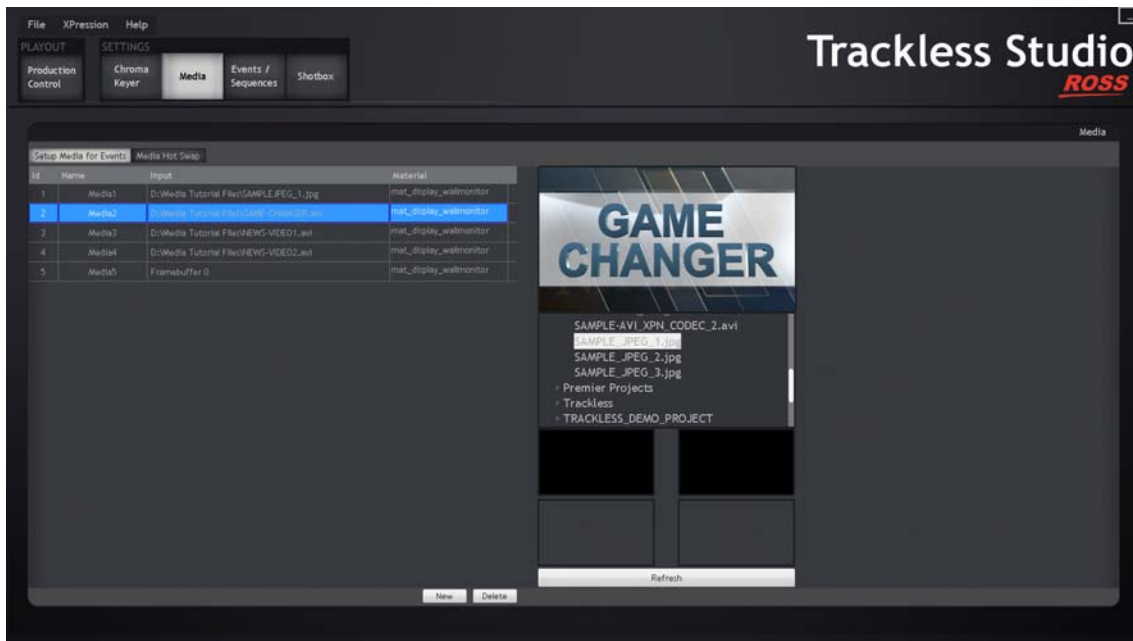 File XPression Help
PLAYOUT SETTINGS
Production Control
Chroma Keyer
Media
Events / Sequences
Shotbox
Trackless Studio
ROSS
Media
Setup Media for Events Media Hot Swap
Id Name Input Material
1 Media1 D:\Media Tutorial Files\SAMPLEJPEG_1.jpg mat_display_wallmonitor
2 Media2 D:\Media Tutorial Files\GAME-CHANGER.avi mat_display_wallmonitor
3 Media3 D:\Media Tutorial Files\NEWS-VIDEO1.avi mat_display_wallmonitor
4 Media4 D:\Media Tutorial Files\NEWS-VIDEO2.avi mat_display_wallmonitor
5 Media5 Framebuffer 0 mat_display_wallmonitor
GAME
CHANGER
SAMPLE-AVI_XPN_CODEC_2.avi
SAMPLE_JPEG_1.jpg
SAMPLE_JPEG_2.jpg
SAMPLE_JPEG_3.jpg
Premier Projects
Trackless
TRACKLESS_DEMO_PROJECT
Refresh
New Delete